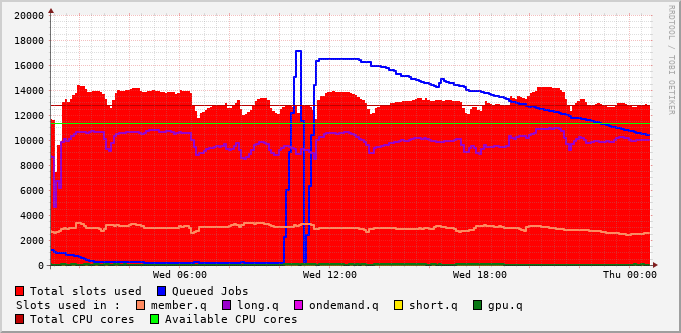 20000
18000
16000
14000
12000
10000
8000
6000
4000
2000
0
Wed 06:00 Wed 12:00 Wed 18:00 Thu 00:00
RRDTOOL / TOBI OETIKER
Total slots used Queued Jobs
Slots used in : member.q long.q ondemand.q short.q gpu.q
Total CPU cores Available CPU cores